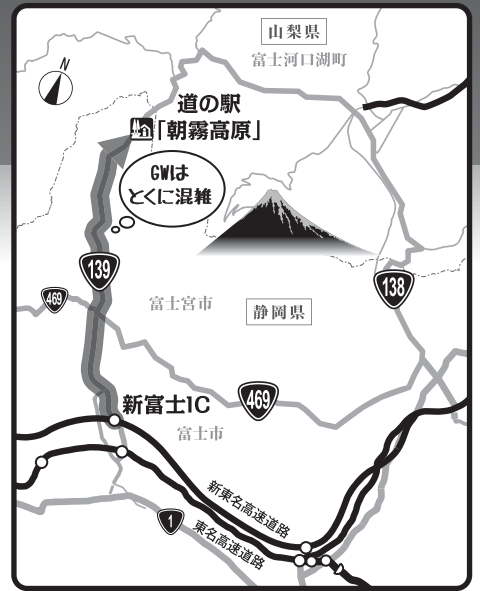 山梨県
富士河口湖町
N
道の駅
「朝霧高原」
GWは
とくに混雑
139
469
138
富士宮市
静岡県
469
新富士IC
富士市
新東名高速道路
1
東名高速道路